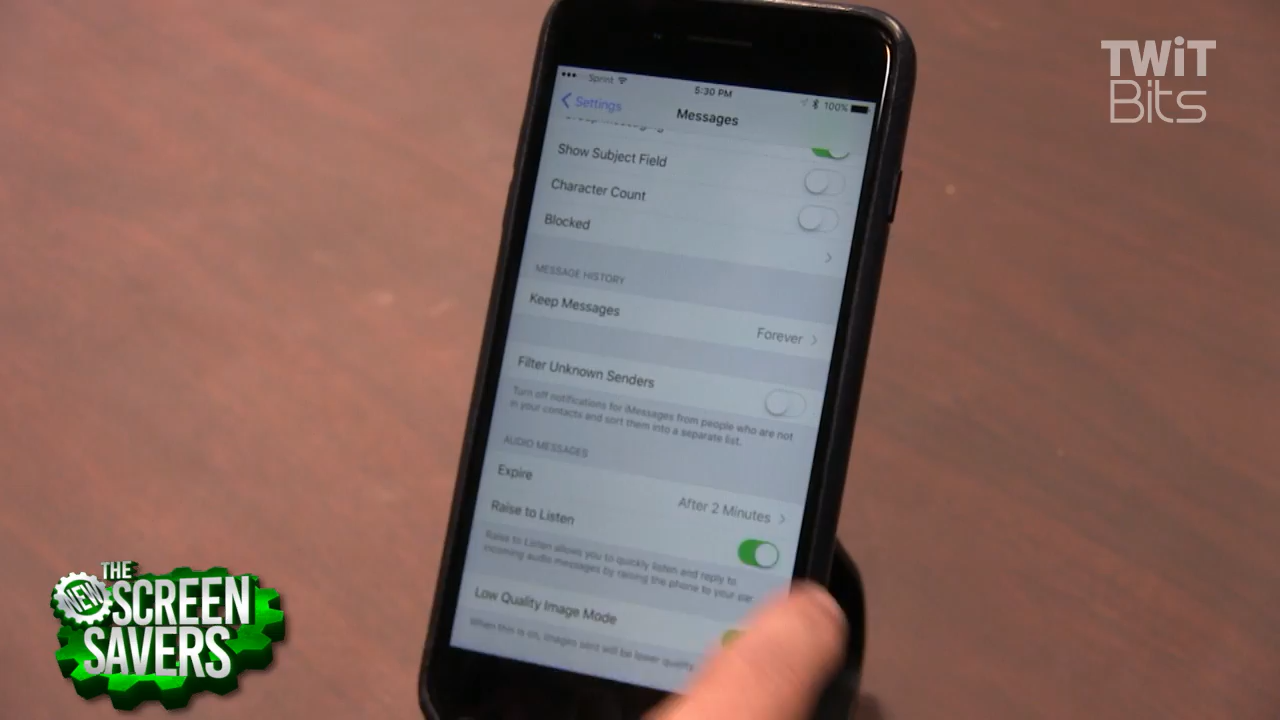 TWiT
Bits
Sprint
5:30 PM
100%
Settings
Messages
Group Messaging
Show Subject Field
Character Count
Blocked
MESSAGE HISTORY
Keep Messages
Forever
Filter Unknown Senders
Turn off notifications for iMessages from people who are not
in your contacts and sort them into a separate list.
AUDIO MESSAGES
Expire
After 2 Minutes
Raise to Listen
Raise to Listen allows you to quickly listen and reply to
incoming audio messages by raising the phone to your ear.
Low Quality Image Mode
When this is on, images sent will be lower quality.
THE
NEW
SCREEN
SAVERS